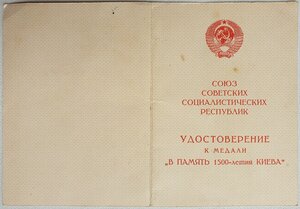 СОЮЗ
СОВЕТСКИХ
СОЦИАЛИСТИЧЕСКИХ
РЕСПУБЛИК
УДОСТОВЕРЕНИЕ
К МЕДАЛИ
„В ПАМЯТЬ 1500-летия КИЕВА"